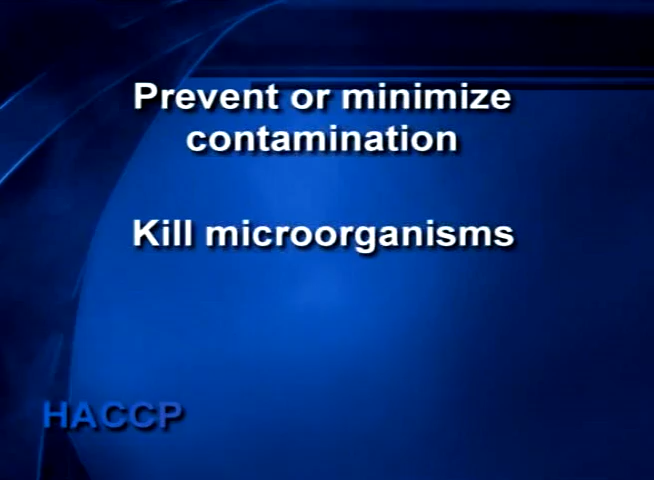 Prevent or minimize
contamination
Kill microorganisms
HACCP